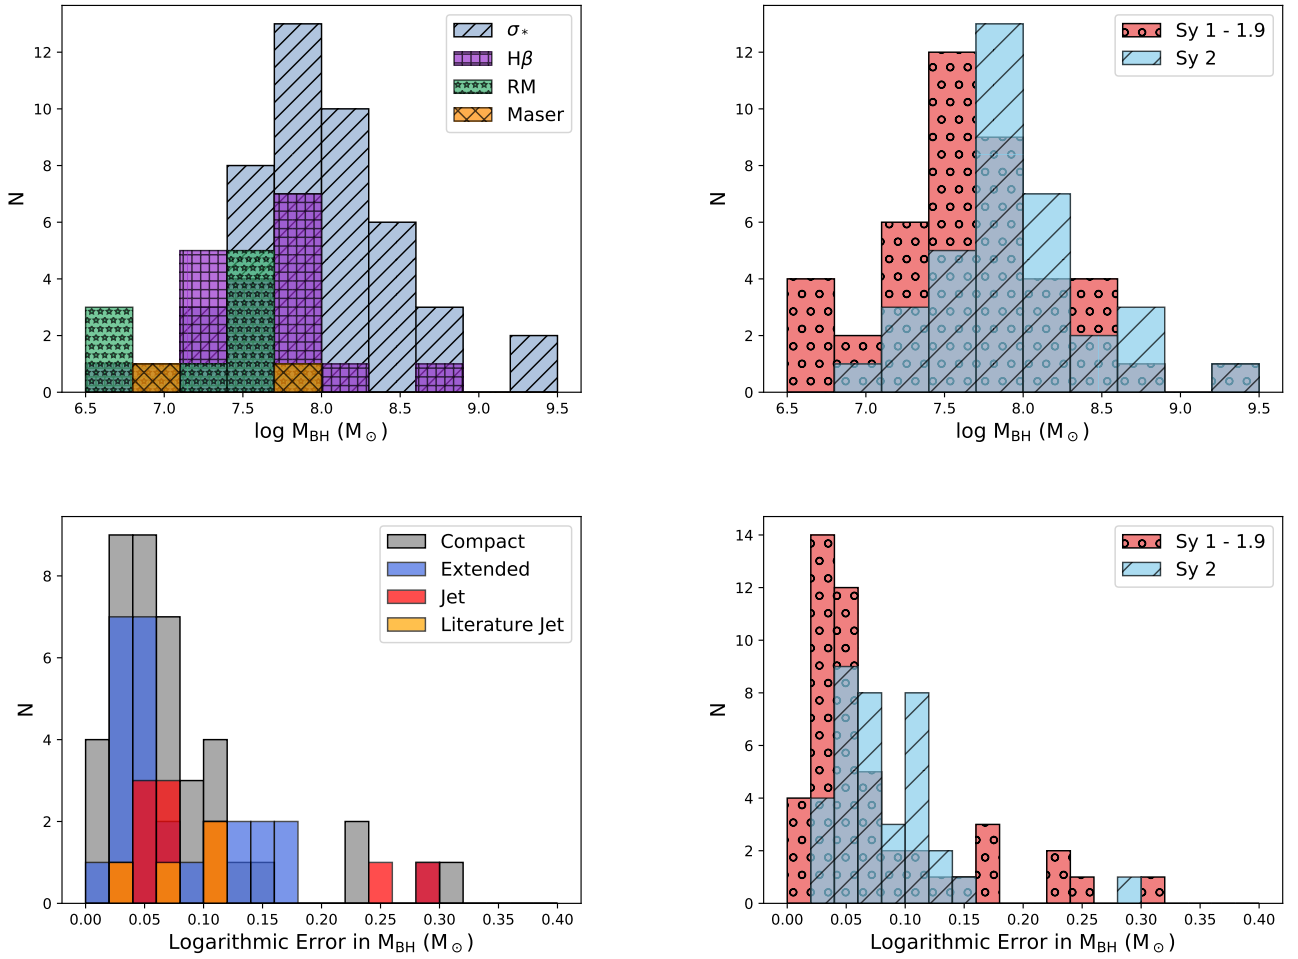 N
12
10
8
6
4
2
0
6.5 7.0 7.5 8.0 8.5 9.0 9.5
log M_BH (M_⊙)
σ*
Hβ
RM
Maser
N
12
10
8
6
4
2
0
6.5 7.0 7.5 8.0 8.5 9.0 9.5
log M_BH (M_⊙)
Sy 1 - 1.9
Sy 2
N
8
6
4
2
0
0.00 0.05 0.10 0.15 0.20 0.25 0.30 0.35 0.40
Logarithmic Error in M_BH (M_⊙)
Compact
Extended
Jet
Literature Jet
N
14
12
10
8
6
4
2
0
0.00 0.05 0.10 0.15 0.20 0.25 0.30 0.35 0.40
Logarithmic Error in M_BH (M_⊙)
Sy 1 - 1.9
Sy 2